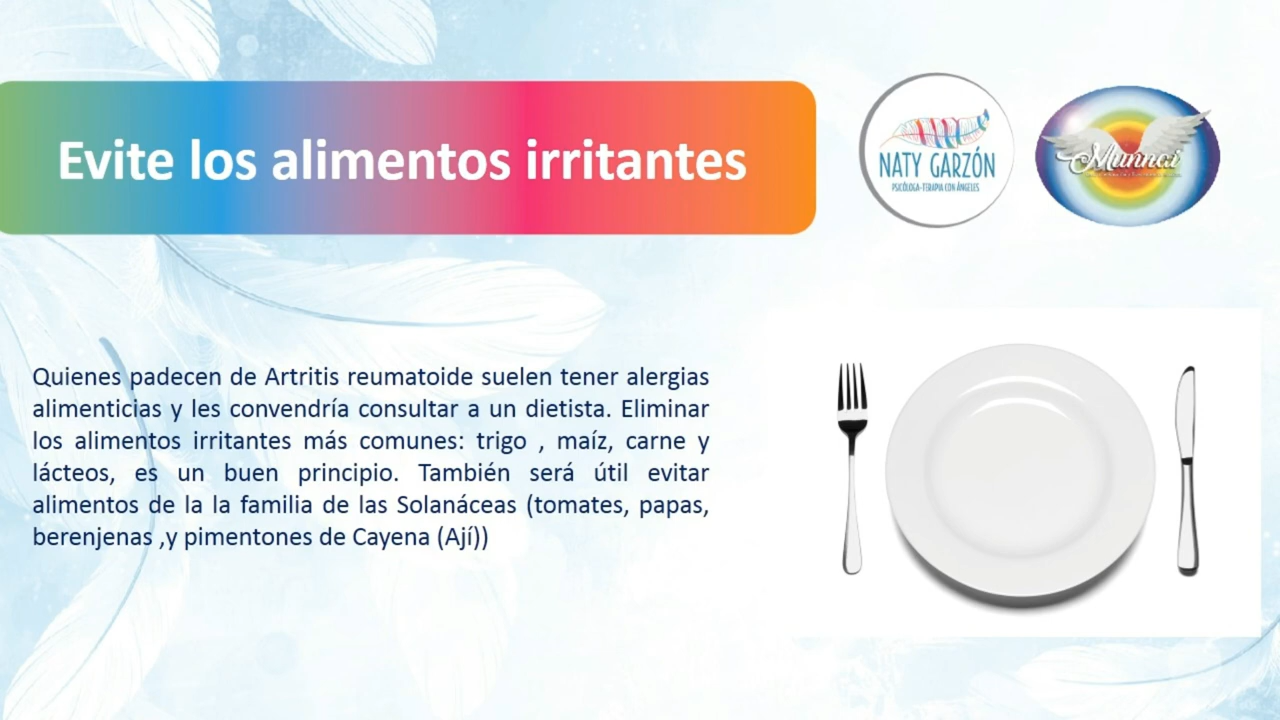 Evite los alimentos irritantes
NATY GARZÓN
PSICÓLOGA-TERAPIA CON ÁNGELES
Munnai
Quienes padecen de Artritis reumatoide suelen tener alergias
alimenticias y les convendría consultar a un dietista. Eliminar
los alimentos irritantes más comunes: trigo , maíz, carne y
lácteos, es un buen principio. También será útil evitar
alimentos de la la familia de las Solanáceas (tomates, papas,
berenjenas ,y pimentones de Cayena (Ají))